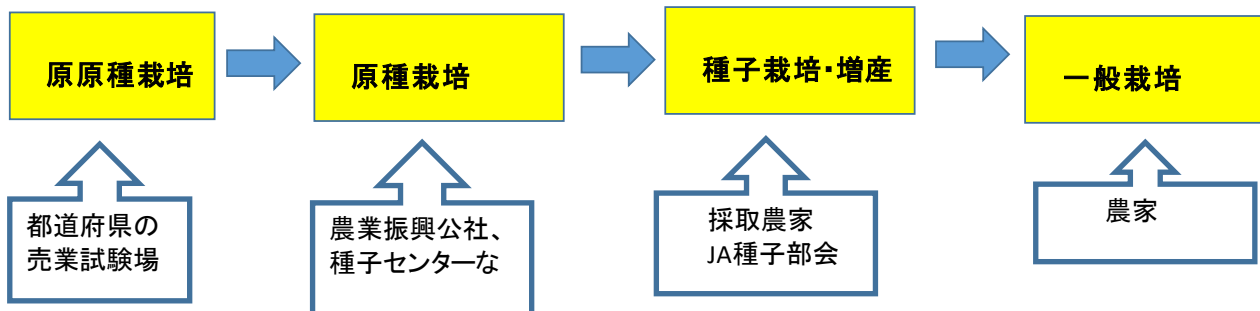 原原種栽培
原種栽培
種子栽培・増産
一般栽培
都道府県の
売業試験場
農業振興公社、
種子センターな
採取農家
JA種子部会
農家